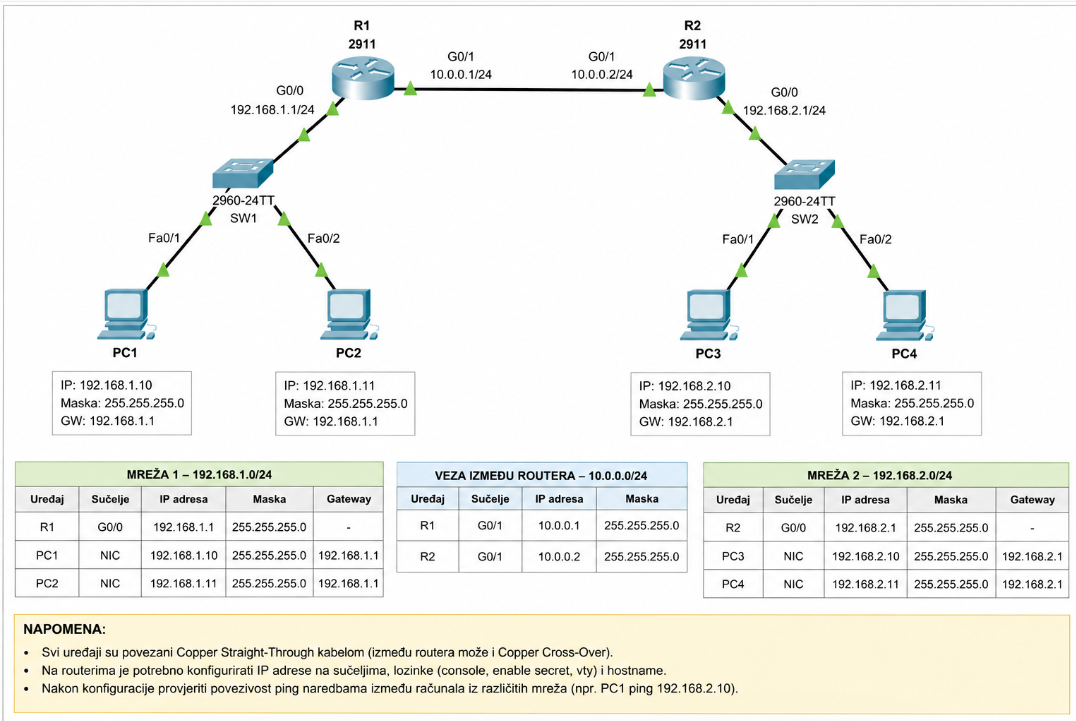 R1
2911
R2
2911
G0/1
10.0.0.1/24
G0/1
10.0.0.2/24
G0/0
192.168.1.1/24
G0/0
192.168.2.1/24
2960-24TT
SW1
2960-24TT
SW2
Fa0/1
Fa0/2
Fa0/1
Fa0/2
PC1
PC2
PC3
PC4
IP: 192.168.1.10
Maska: 255.255.255.0
GW: 192.168.1.1
IP: 192.168.1.11
Maska: 255.255.255.0
GW: 192.168.1.1
IP: 192.168.2.10
Maska: 255.255.255.0
GW: 192.168.2.1
IP: 192.168.2.11
Maska: 255.255.255.0
GW: 192.168.2.1
MREŽA 1 – 192.168.1.0/24
Uređaj Sučelje IP adresa Maska Gateway
R1 G0/0 192.168.1.1 255.255.255.0 -
PC1 NIC 192.168.1.10 255.255.255.0 192.168.1.1
PC2 NIC 192.168.1.11 255.255.255.0 192.168.1.1
VEZA IZMEĐU ROUTERA – 10.0.0.0/24
Uređaj Sučelje IP adresa Maska
R1 G0/1 10.0.0.1 255.255.255.0
R2 G0/1 10.0.0.2 255.255.255.0
MREŽA 2 – 192.168.2.0/24
Uređaj Sučelje IP adresa Maska Gateway
R2 G0/0 192.168.2.1 255.255.255.0 -
PC3 NIC 192.168.2.10 255.255.255.0 192.168.2.1
PC4 NIC 192.168.2.11 255.255.255.0 192.168.2.1
NAPOMENA:
• Svi uređaji su povezani Copper Straight-Through kabelom (između routera može i Copper Cross-Over).
• Na routerima je potrebno konfigurirati IP adrese na sučeljima, lozinke (console, enable secret, vty) i hostname.
• Nakon konfiguracije provjeriti povezivost ping naredbama između računala iz različitih mreža (npr. PC1 ping 192.168.2.10).